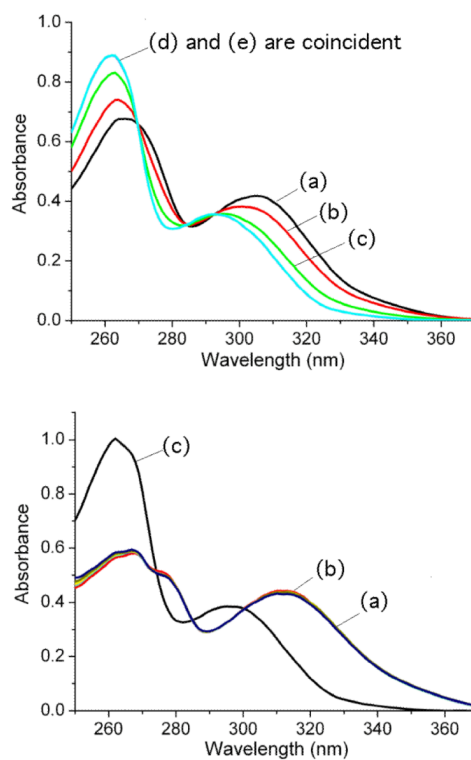 1.0
(d) and (e) are coincident
0.8
0.6
(a)
0.4
(b)
(c)
0.2
0.0
Absorbance
260 280 300 320 340 360
Wavelength (nm)
1.0
(c)
0.8
0.6
(b)
0.4
(a)
0.2
0.0
Absorbance
260 280 300 320 340 360
Wavelength (nm)